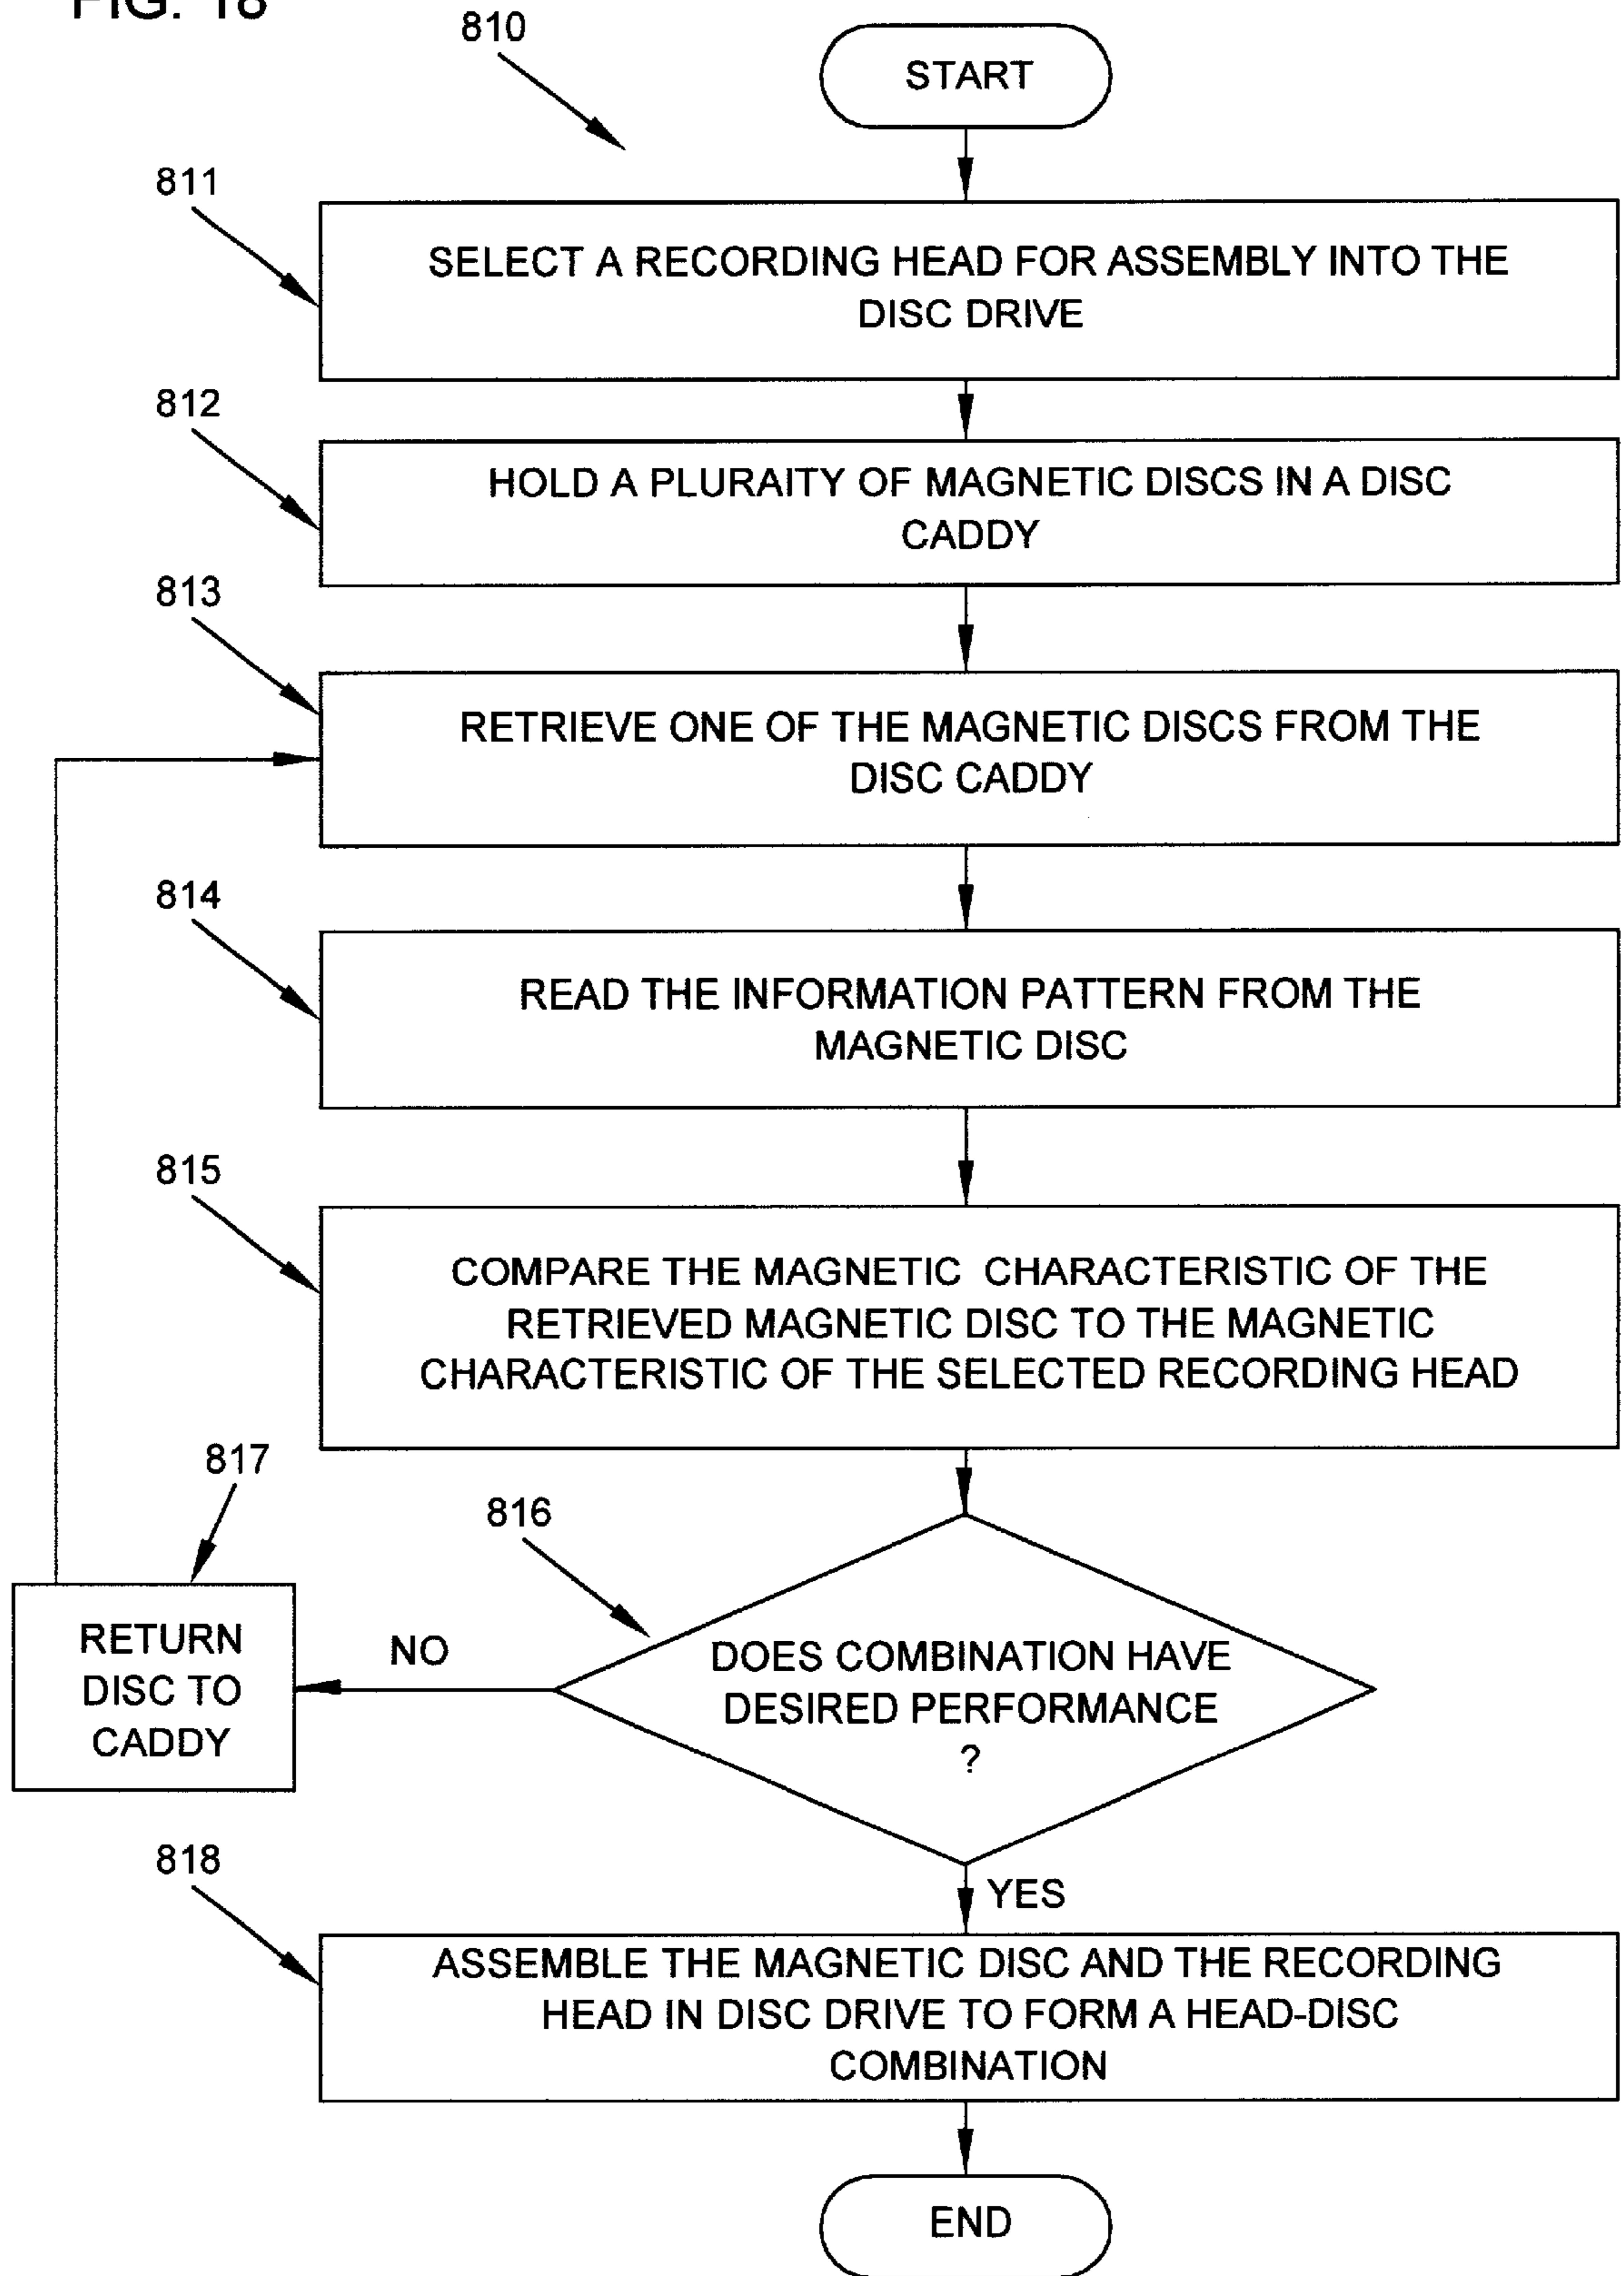 FIG. 18
810
START
811
SELECT A RECORDING HEAD FOR ASSEMBLY INTO THE
DISC DRIVE
812
HOLD A PLURAITY OF MAGNETIC DISCS IN A DISC
CADDY
813
RETRIEVE ONE OF THE MAGNETIC DISCS FROM THE
DISC CADDY
814
READ THE INFORMATION PATTERN FROM THE
MAGNETIC DISC
815
COMPARE THE MAGNETIC CHARACTERISTIC OF THE
RETRIEVED MAGNETIC DISC TO THE MAGNETIC
CHARACTERISTIC OF THE SELECTED RECORDING HEAD
816
DOES COMBINATION HAVE
DESIRED PERFORMANCE
?
NO
817
RETURN
DISC TO
CADDY
YES
818
ASSEMBLE THE MAGNETIC DISC AND THE RECORDING
HEAD IN DISC DRIVE TO FORM A HEAD-DISC
COMBINATION
END